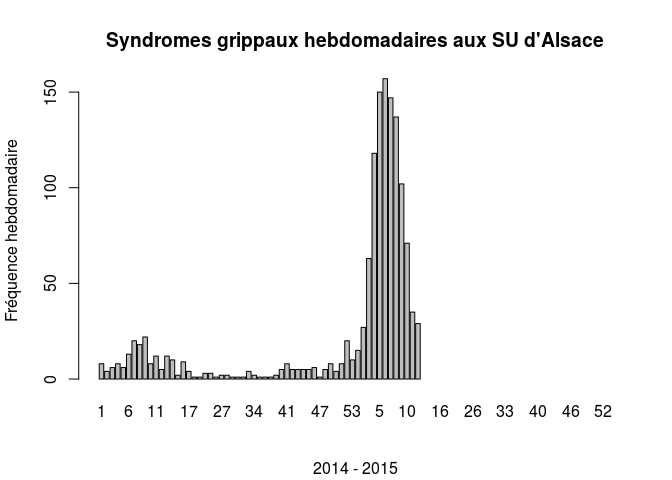 Syndromes grippaux hebdomadaires aux SU d'Alsace
Fréquence hebdomadaire
150
100
50
0
1 6 11 17 27 34 41 47 53 5 10 16 26 33 40 46 52
2014 - 2015